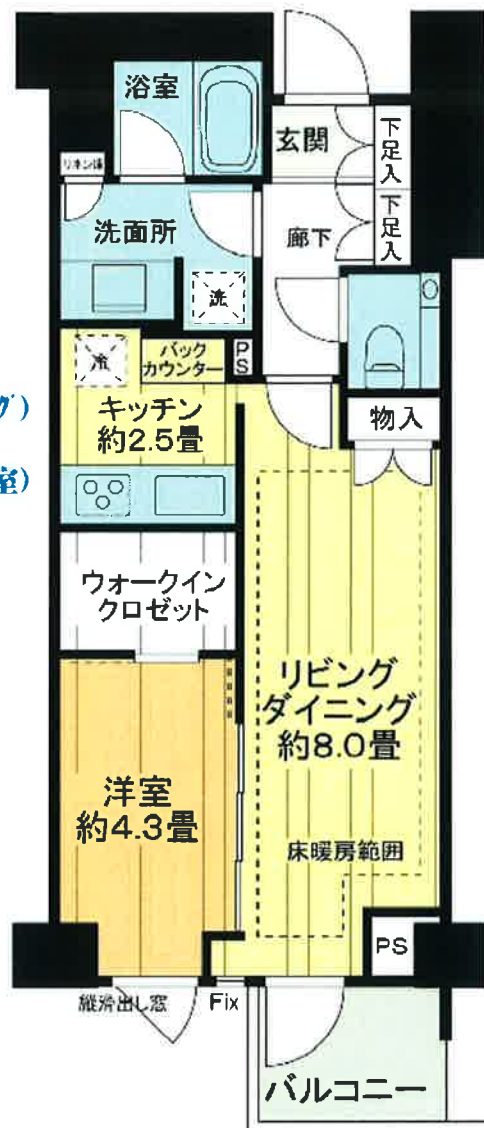 浴室
玄関
下足入
リネン庫
洗面所
廊下
下足入
洗
冷
バック
カウンター
PS
グ)
キッチン
約2.5畳
物入
室)
ウォークイン
クロゼット
リビング
ダイニング
約8.0畳
洋室
約4.3畳
床暖房範囲
PS
縦滑出し窓
Fix
バルコニー